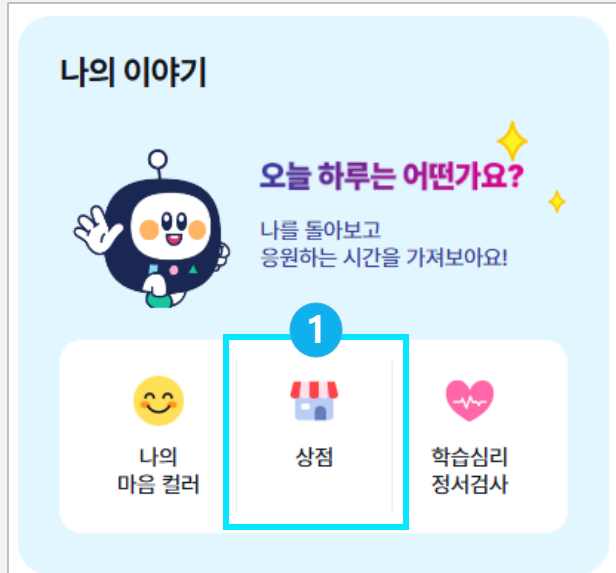 나의 이야기
오늘 하루는 어떤가요?
나를 돌아보고
응원하는 시간을 가져보아요!
1
나의
마음 컬러
상점
학습심리
정서검사